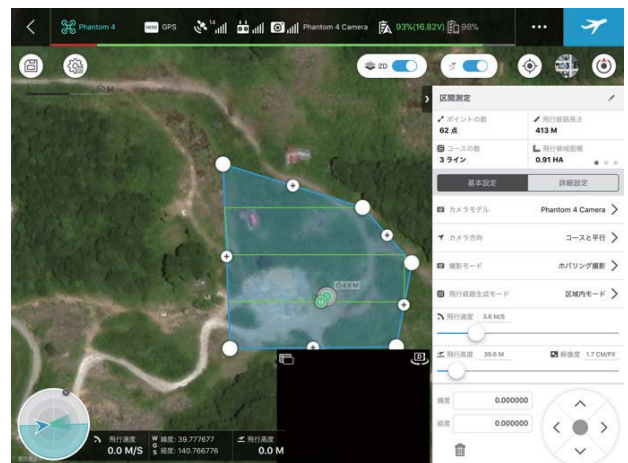 Phantom 4
MODE GPS
14
Phantom 4 Camera
93%(16.82V)
98%
50 M
2D
区間測定
ポイントの数
62 点
飛行経路長さ
413 M
コースの数
3 ライン
飛行領域面積
0.91 HA
基本設定
詳細設定
カメラモデル
Phantom 4 Camera
カメラ方向
コースと平行
撮影モード
ホバリング撮影
飛行経路生成モード
区域内モード
飛行速度 3.6 M/S
飛行高度 39.6 M
解像度 1.7 CM/PX
緯度 0.000000
経度 0.000000
H
飛行速度
0.0 M/S
WGS
緯度: 39.777677
経度: 140.766776
飛行高度
0.0 M